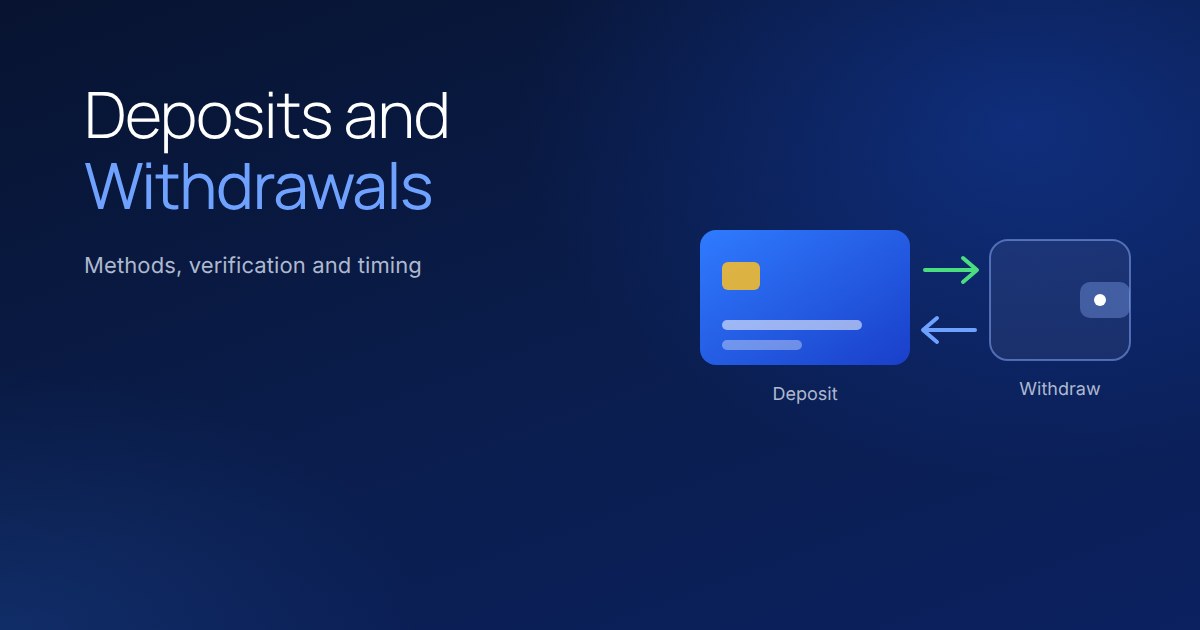 Deposits and
Withdrawals
Methods, verification and timing
Deposit
Withdraw